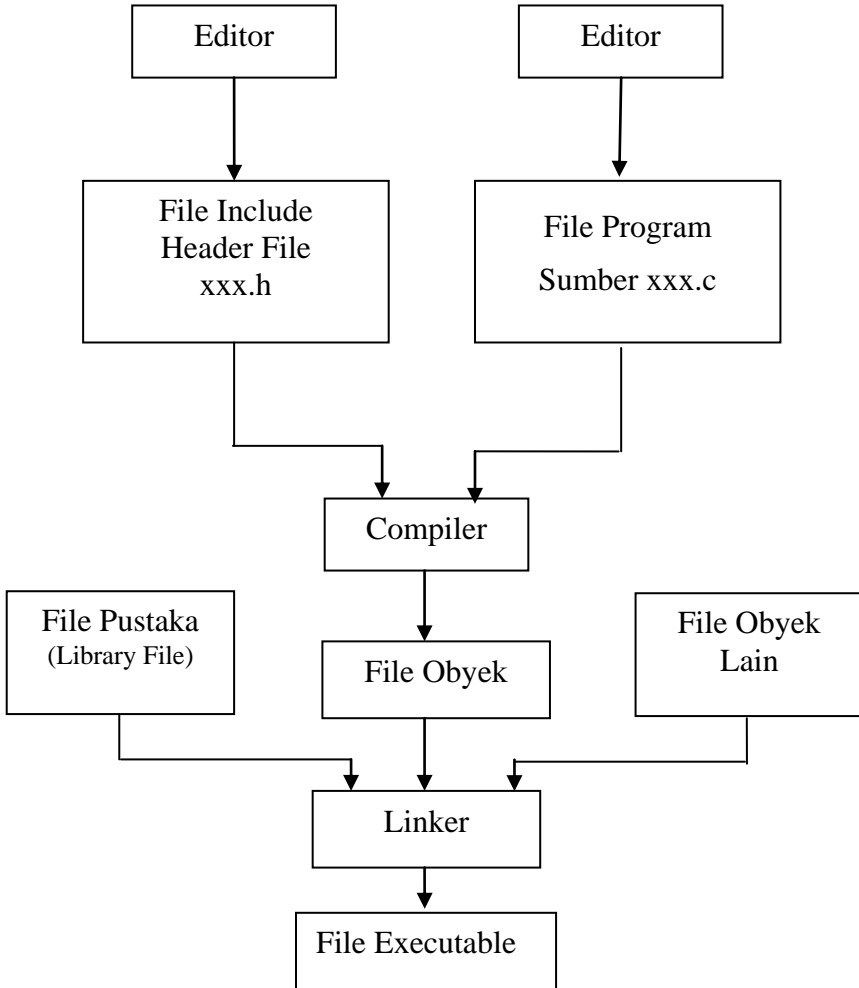 Editor
Editor
File Include
Header File
xxx.h
File Program
Sumber xxx.c
Compiler
File Pustaka
(Library File)
File Obyek
File Obyek
Lain
Linker
File Executable